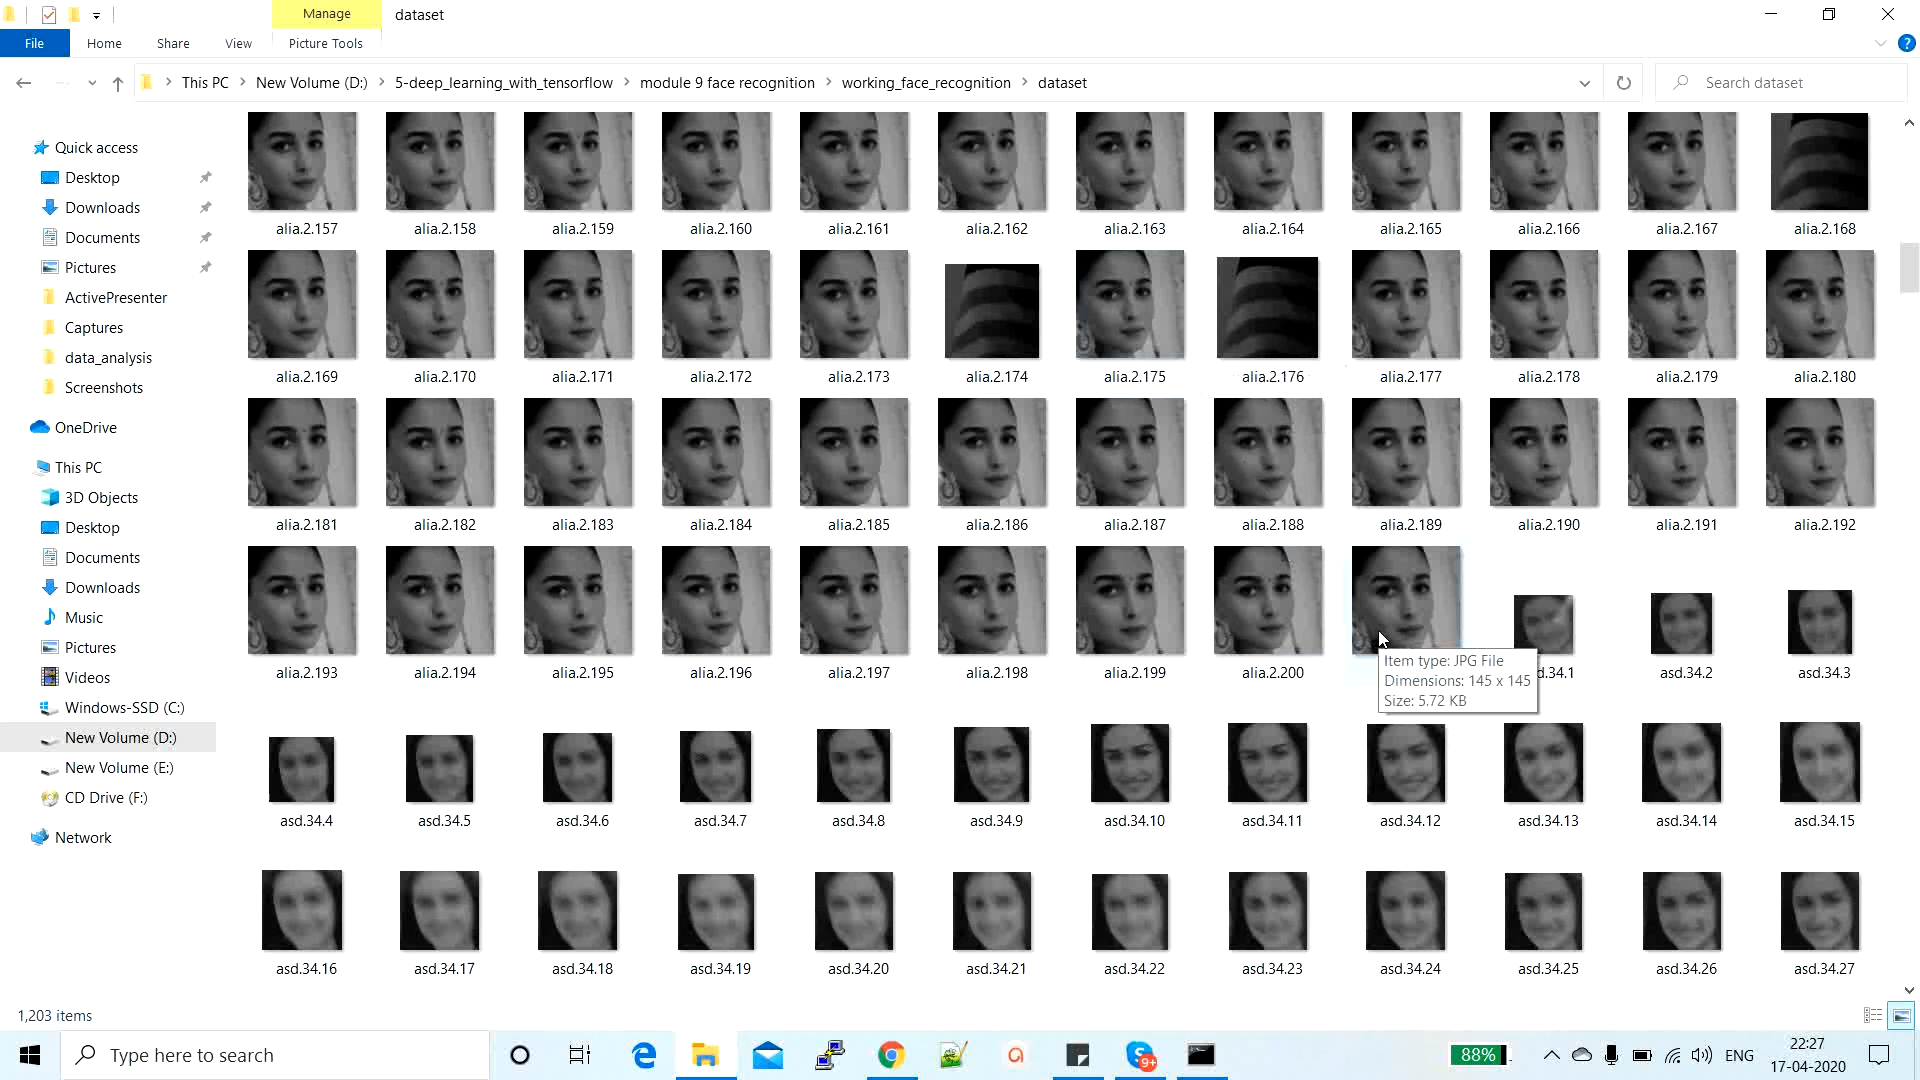 Manage
dataset
File
Home
Share
View
Picture Tools
This PC
New Volume (D:)
5-deep_learning_with_tensorflow
module 9 face recognition
working_face_recognition
dataset
Search dataset
Quick access
Desktop
Downloads
Documents
Pictures
ActivePresenter
Captures
data_analysis
Screenshots
OneDrive
This PC
3D Objects
Desktop
Documents
Downloads
Music
Pictures
Videos
Windows-SSD (C:)
New Volume (D:)
New Volume (E:)
CD Drive (F:)
Network
alia.2.157 alia.2.158 alia.2.159 alia.2.160 alia.2.161 alia.2.162 alia.2.163 alia.2.164 alia.2.165 alia.2.166 alia.2.167 alia.2.168
alia.2.169 alia.2.170 alia.2.171 alia.2.172 alia.2.173 alia.2.174 alia.2.175 alia.2.176 alia.2.177 alia.2.178 alia.2.179 alia.2.180
alia.2.181 alia.2.182 alia.2.183 alia.2.184 alia.2.185 alia.2.186 alia.2.187 alia.2.188 alia.2.189 alia.2.190 alia.2.191 alia.2.192
alia.2.193 alia.2.194 alia.2.195 alia.2.196 alia.2.197 alia.2.198 alia.2.199 alia.2.200 d.34.1 asd.34.2 asd.34.3
Item type: JPG File
Dimensions: 145 x 145
Size: 5.72 KB
asd.34.4 asd.34.5 asd.34.6 asd.34.7 asd.34.8 asd.34.9 asd.34.10 asd.34.11 asd.34.12 asd.34.13 asd.34.14 asd.34.15
asd.34.16 asd.34.17 asd.34.18 asd.34.19 asd.34.20 asd.34.21 asd.34.22 asd.34.23 asd.34.24 asd.34.25 asd.34.26 asd.34.27
1,203 items
Type here to search
9+
88%
ENG
22:27
17-04-2020